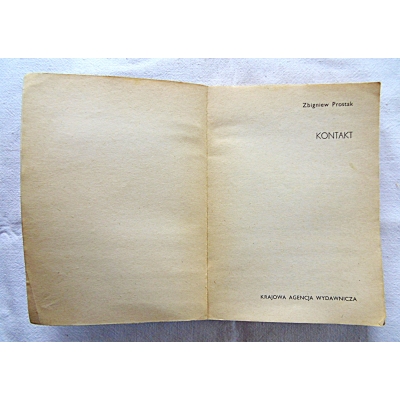 Zbigniew Prostak
KONTAKT
KRAJOWA AGENCJA WYDAWNICZA